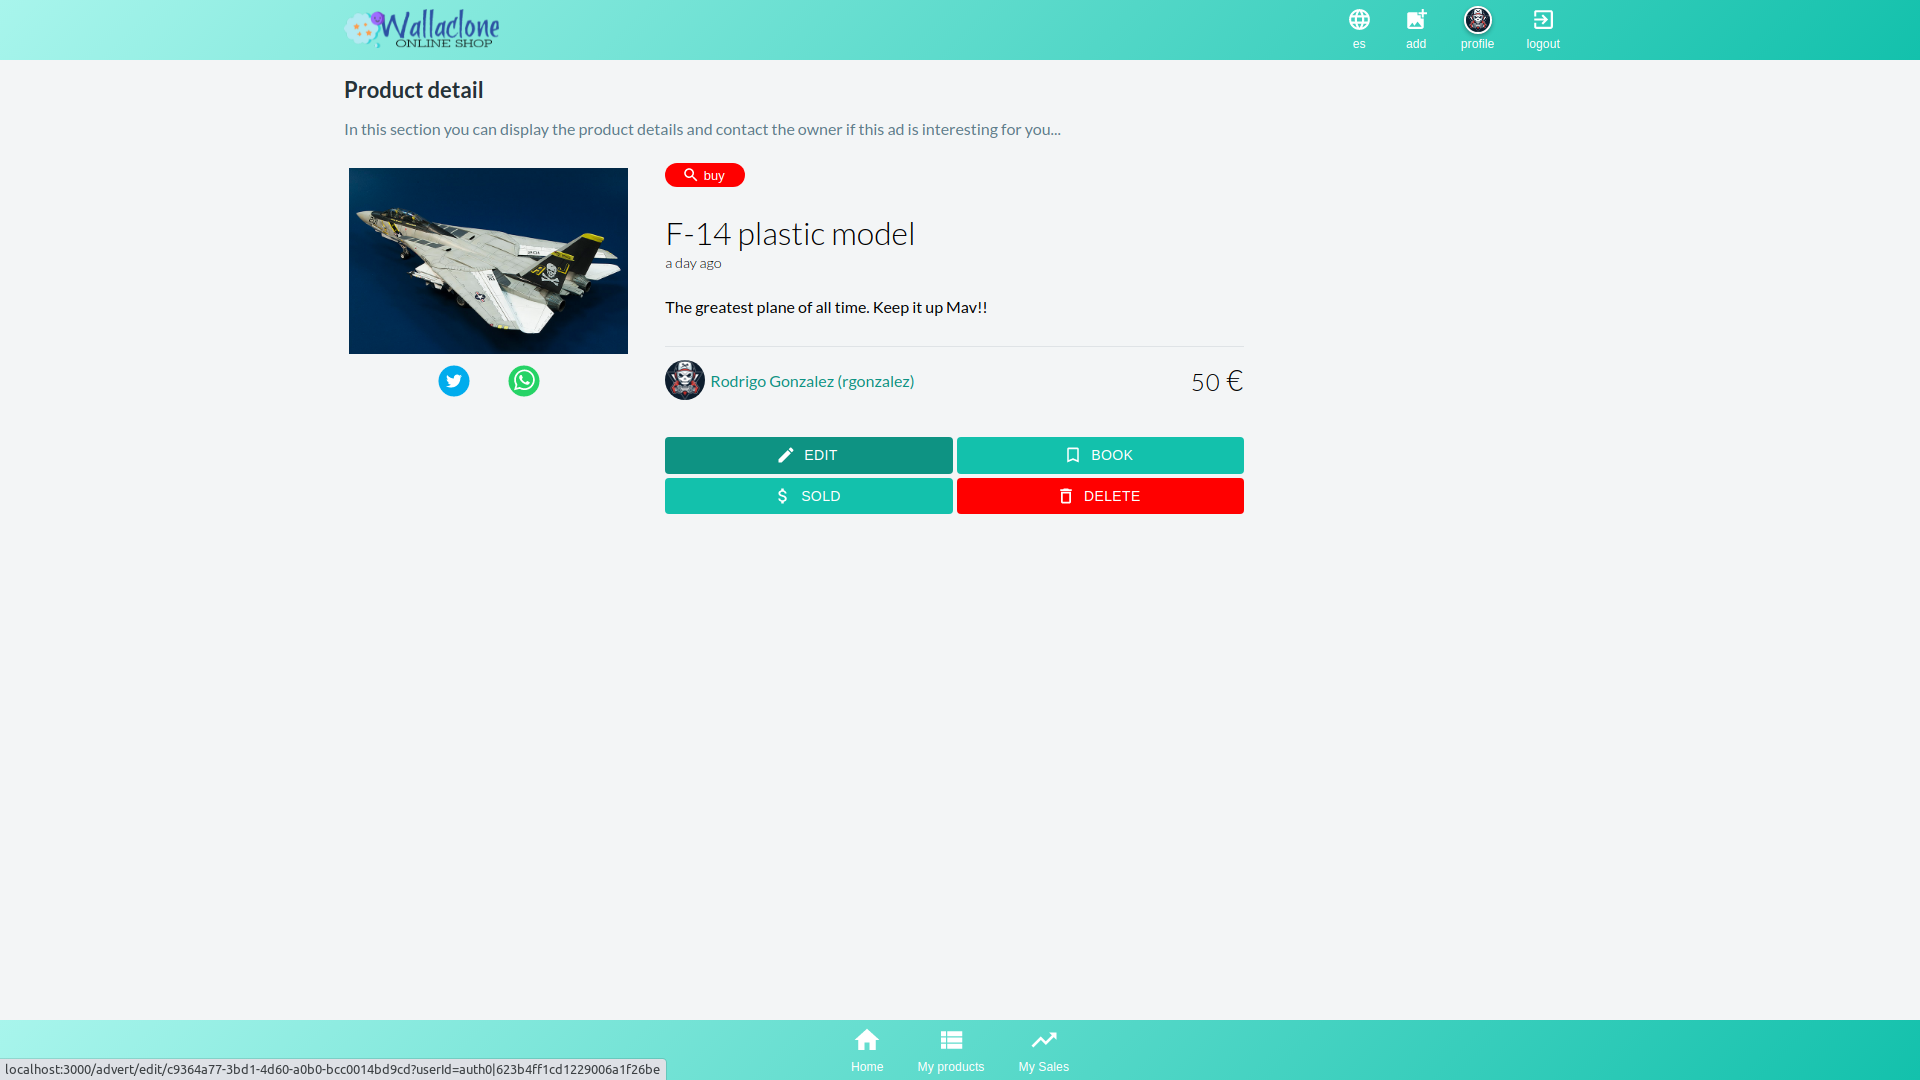 Wallaclone
ONLINE SHOP
es
add
profile
logout
Product detail
In this section you can display the product details and contact the owner if this ad is interesting for you...
buy
F-14 plastic model
a day ago
The greatest plane of all time. Keep it up Mav!!
Rodrigo Gonzalez (rgonzalez)
50 €
EDIT
BOOK
SOLD
DELETE
Home
My products
My Sales
localhost:3000/advert/edit/c9364a77-3bd1-4d60-a0b0-bcc0014bd9cd?userId=auth0|623b4ff1cd1229006a1f26be